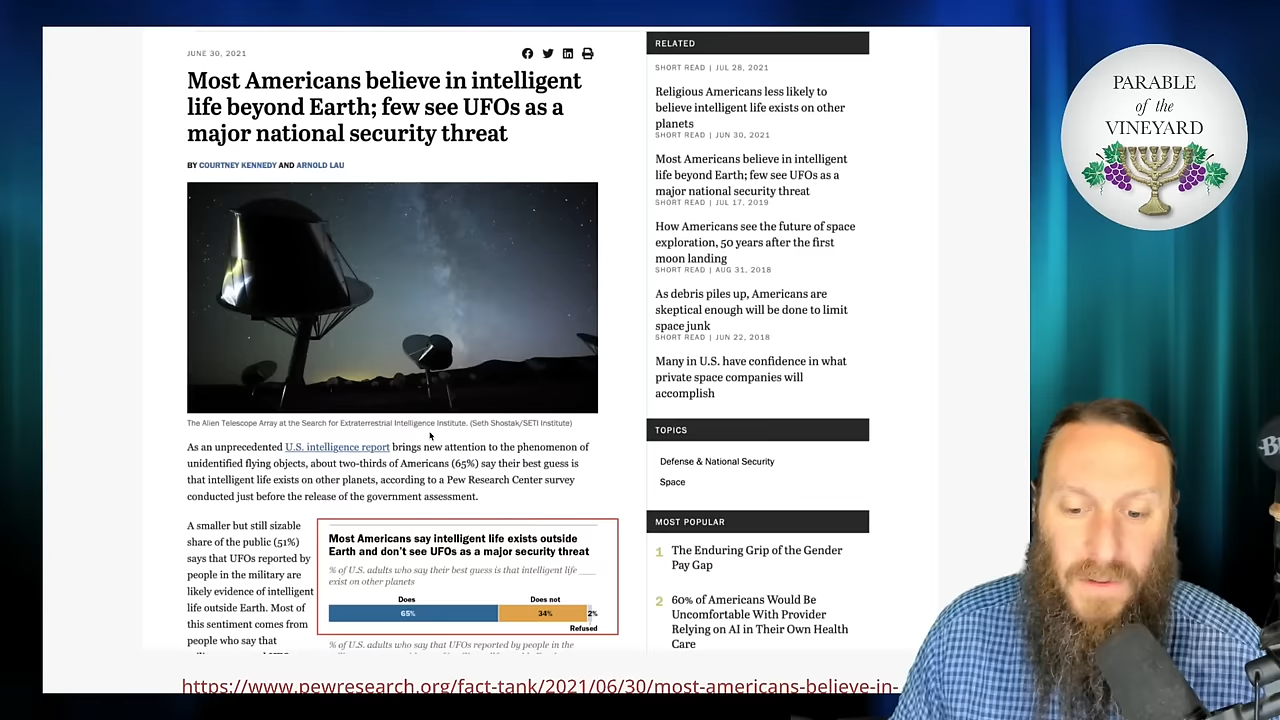 JUNE 30, 2021
Most Americans believe in intelligent
life beyond Earth; few see UFOs as a
major national security threat
BY COURTNEY KENNEDY AND ARNOLD LAU
The Alien Telescope Array at the Search for Extraterrestrial Intelligence Institute. (Seth Shostak/SETI Institute)
As an unprecedented U.S. intelligence report brings new attention to the phenomenon of
unidentified flying objects, about two-thirds of Americans (65%) say their best guess is
that intelligent life exists on other planets, according to a Pew Research Center survey
conducted just before the release of the government assessment.
A smaller but still sizable
share of the public (51%)
says that UFOs reported by
people in the military are
likely evidence of intelligent
life outside Earth. Most of
this sentiment comes from
people who say that
Most Americans say intelligent life exists outside
Earth and don't see UFOs as a major security threat
% of U.S. adults who say their best guess is that intelligent life ___
exist on other planets
Does
Does not
65%
34%
2%
Refused
% of U.S. adults who say that UFOs reported by people in the
RELATED
SHORT READ | JUL 28, 2021
Religious Americans less likely to
believe intelligent life exists on other
planets
SHORT READ | JUN 30, 2021
Most Americans believe in intelligent
life beyond Earth; few see UFOs as a
major national security threat
SHORT READ | JUL 17, 2019
How Americans see the future of space
exploration, 50 years after the first
moon landing
SHORT READ | AUG 31, 2018
As debris piles up, Americans are
skeptical enough will be done to limit
space junk
SHORT READ | JUN 22, 2018
Many in U.S. have confidence in what
private space companies will
accomplish
TOPICS
Defense & National Security
Space
MOST POPULAR
1 The Enduring Grip of the Gender
Pay Gap
2 60% of Americans Would Be
Uncomfortable With Provider
Relying on AI in Their Own Health
Care
https://www.pewresearch.org/fact-tank/2021/06/30/most-americans-believe-in-
PARABLE
of the
VINEYARD